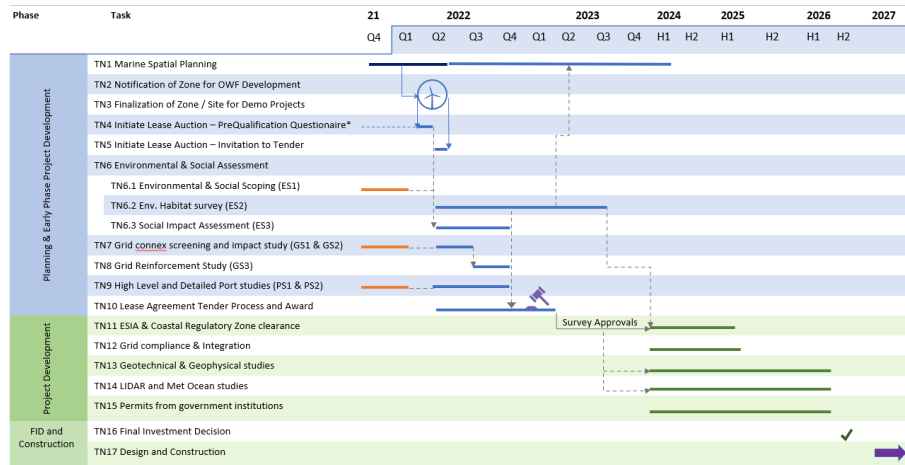 Phase Task 21 2022 2023 2024 2025 2026 2027
Q4 Q1 Q2 Q3 Q4 Q1 Q2 Q3 Q4 H1 H2 H1 H2 H1 H2
Planning & Early Phase Project Development
TN1 Marine Spatial Planning
TN2 Notification of Zone for OWF Development
TN3 Finalization of Zone / Site for Demo Projects
TN4 Initiate Lease Auction – PreQualification Questionaire*
TN5 Initiate Lease Auction – Invitation to Tender
TN6 Environmental & Social Assessment
TN6.1 Environmental & Social Scoping (ES1)
TN6.2 Env. Habitat survey (ES2)
TN6.3 Social Impact Assessment (ES3)
TN7 Grid connex screening and impact study (GS1 & GS2)
TN8 Grid Reinforcement Study (GS3)
TN9 High Level and Detailed Port studies (PS1 & PS2)
TN10 Lease Agreement Tender Process and Award
Project Development
TN11 ESIA & Coastal Regulatory Zone clearance
Survey Approvals
TN12 Grid compliance & Integration
TN13 Geotechnical & Geophysical studies
TN14 LIDAR and Met Ocean studies
TN15 Permits from government institutions
FID and
Construction
TN16 Final Investment Decision
TN17 Design and Construction